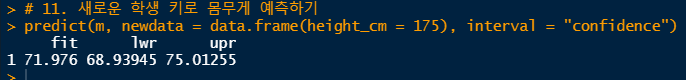 > # 11. 새로운 학생 키로 몸무게 예측하기
> predict(m, newdata = data.frame(height_cm = 175), interval = "confidence")
     fit      lwr      upr
1 71.976 68.93945 75.01255
>